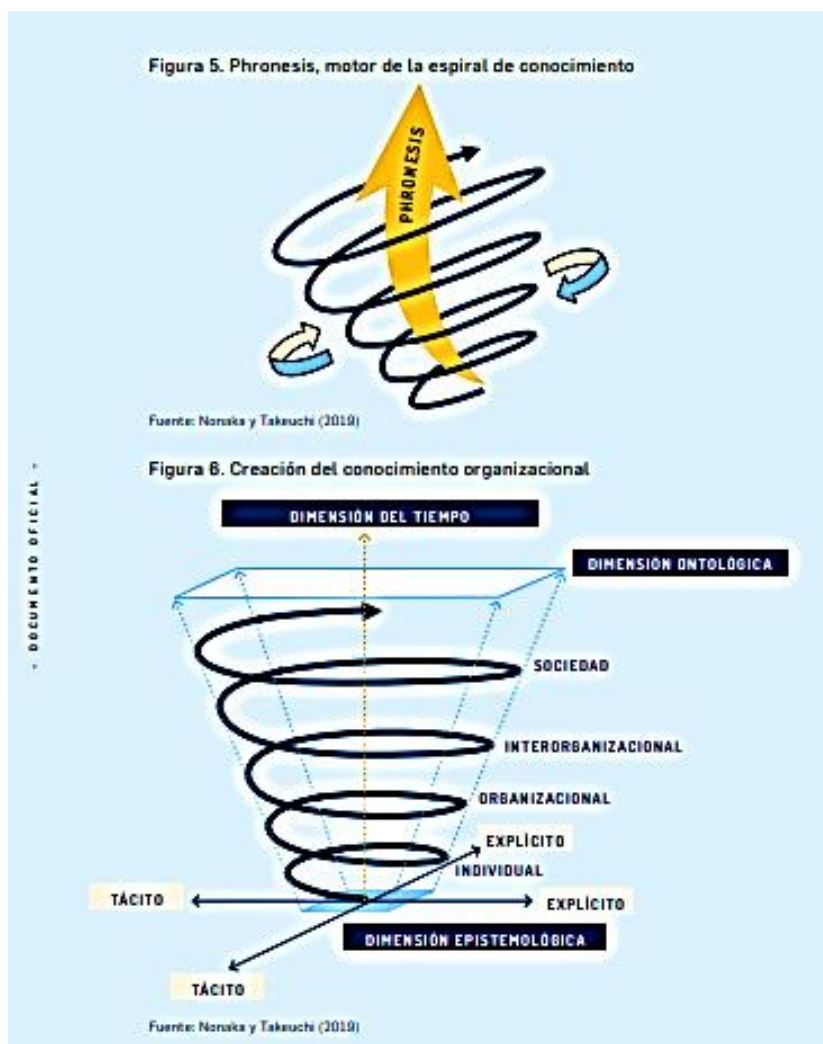 Figura 5. Phronesis, motor de la espiral de conocimiento
PHRONESIS
Fuente: Nonaka y Takeuchi (2019)
Figura 6. Creación del conocimiento organizacional
DIMENSIÓN DEL TIEMPO
DIMENSIÓN ONTOLÓGICA
- DOCUMENTO OFICIAL -
SOCIEDAD
INTERORGANIZACIONAL
ORGANIZACIONAL
EXPLÍCITO
INDIVIDUAL
TÁCITO
EXPLÍCITO
DIMENSIÓN EPISTEMOLÓGICA
TÁCITO
Fuente: Nonaka y Takeuchi (2019)